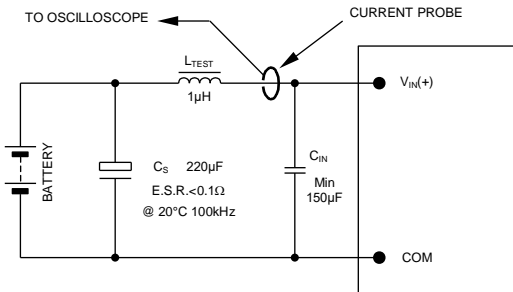 TO OSCILLOSCOPE
CURRENT PROBE
LTEST
1µH
VIN(+)
BATTERY
CS 220µF
E.S.R.<0.1Ω
@ 20°C 100kHz
CIN
Min
150µF
COM